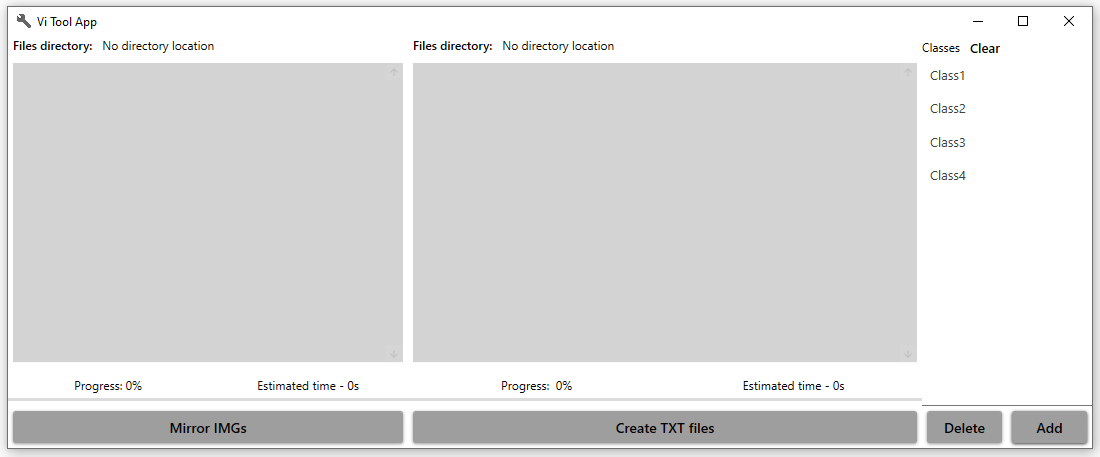 Vi Tool App
Files directory: No directory location
Files directory: No directory location
Classes Clear
Class1
Class2
Class3
Class4
Progress: 0% Estimated time - 0s
Progress: 0% Estimated time - 0s
Mirror IMGs
Create TXT files
Delete
Add